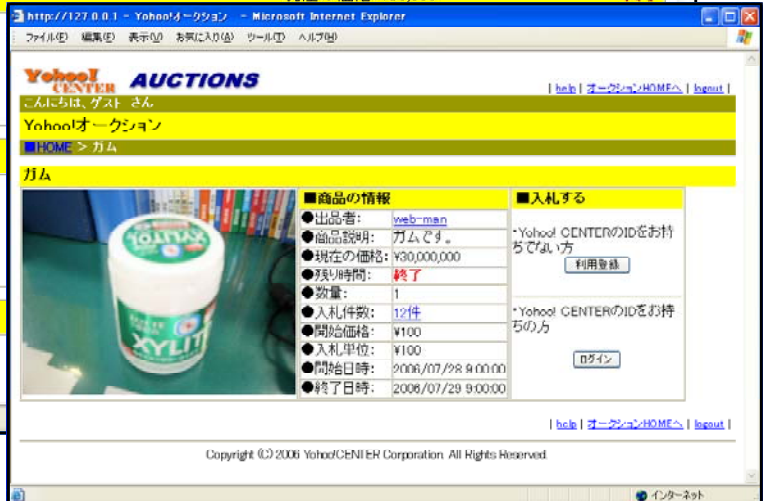 http://127.0.0.1 - Yohoo!オークション - Microsoft Internet Explorer
ファイル(F) 編集(E) 表示(V) お気に入り(A) ツール(T) ヘルプ(H)
Yohoo! CENTER AUCTIONS
| help | オークションHOMEへ | logout |
こんにちは、ゲスト さん
Yohoo!オークション
■HOME > ガム
ガム
■商品の情報
●出品者: web-man
●商品説明: ガムです。
●現在の価格: ¥30,000,000
●残り時間: 終了
●数量: 1
●入札件数: 12件
●開始価格: ¥100
●入札単位: ¥100
●開始日時: 2006/07/28 9:00:00
●終了日時: 2006/07/29 9:00:00
■入札する
・Yohoo! CENTERのIDをお持
ちでない方
利用登録
・Yohoo! CENTERのIDをお持
ちの方
ログイン
XYLIT
| help | オークションHOMEへ | logout |
Copyright (C) 2006 Yohoo!CENTER Corporation. All Rights Reserved.
インターネット